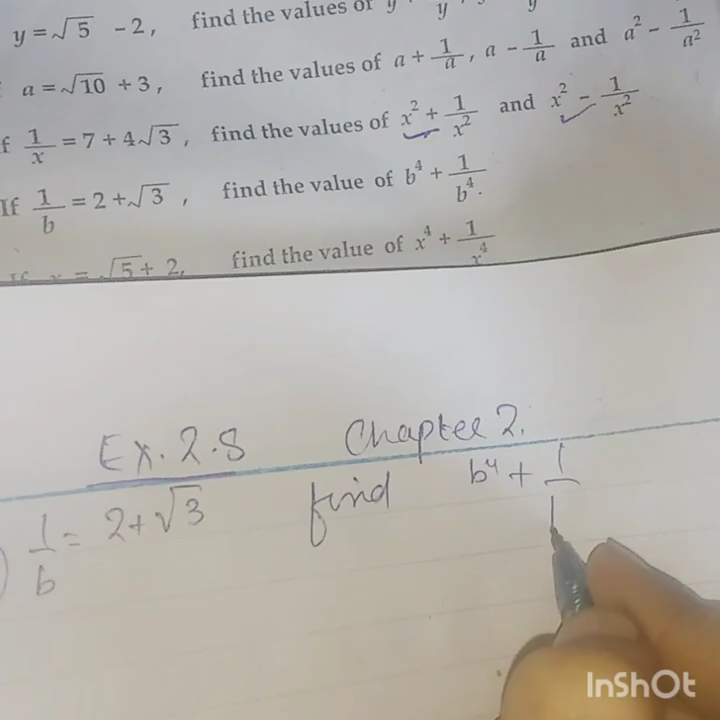 y = √5 - 2, find the values of y y y
a = √10 + 3, find the values of a + 1/a, a - 1/a and a² - 1/a²
f 1/x = 7 + 4√3, find the values of x² + 1/x² and x² - 1/x²
If 1/b = 2 + √3, find the value of b⁴ + 1/b⁴.
If x = √5 + 2, find the value of x⁴ + 1/x⁴
Ex. 2.8 Chapter 2.
1/b = 2 + √3 find b⁴ + 1/
InShOt